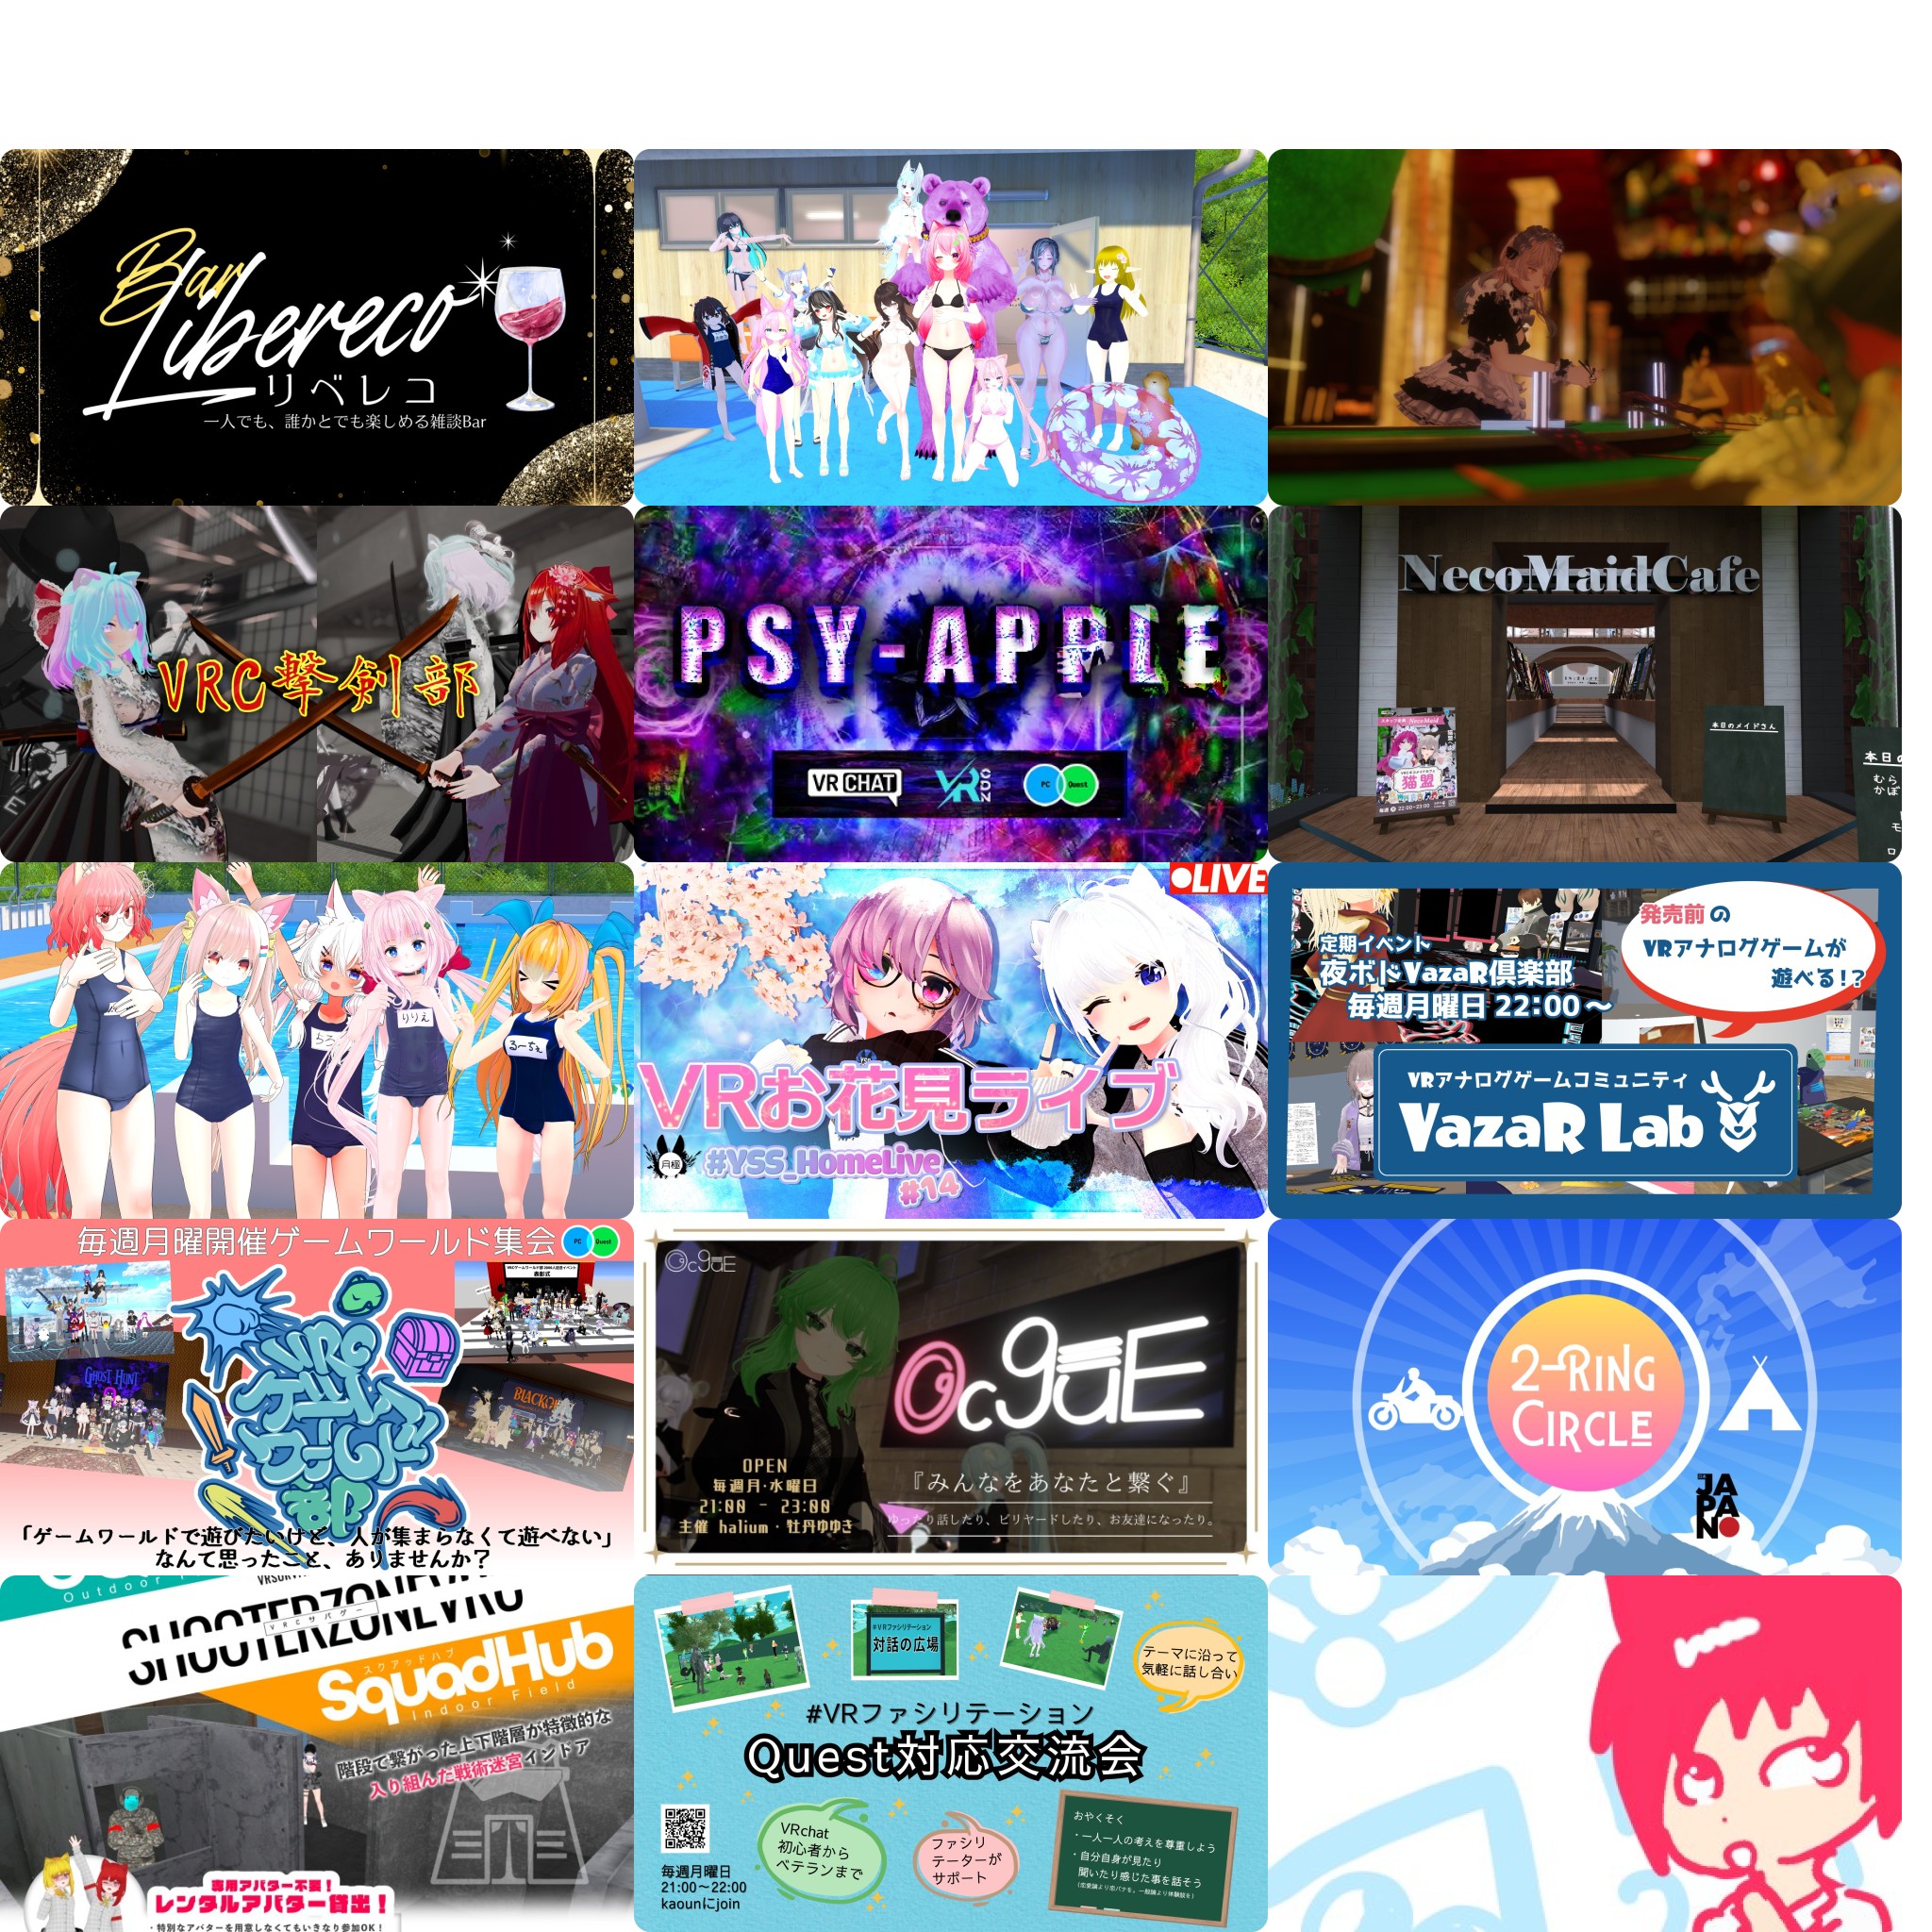 Bar
Libereco
リベレコ
一人でも、誰かとでも楽しめる雑談Bar
VRC撃剣部
PSY-APPLE
VRCHAT
VR
ZOO
PC
Quest
NecoMaidCafe
猫盟
本日のメイドさん
りりえ
るーちぇ
LIVE
VRお花見ライブ
月極
#YSS_HomeLive
#14
発売前の
VRアナログゲームが
遊べる!?
定期イベント
夜ボドVazaR倶楽部
毎週月曜日 22:00～
VRアナログゲームコミュニティ
VazaR Lab
毎週月曜開催ゲームワールド集会
PC
Quest
GHOST HUNT
VRC
ゲームワールド部
「ゲームワールドで遊びたいけど、人が集まらなくて遊べない」
なんて思ったこと、ありませんか？
OcguE
OcguE
OPEN
毎週月・水曜日
21:00 - 23:00
主催 halium・牡丹ゆゆき
『みんなをあなたと繋ぐ』
ゆったり話したり、ビリヤードしたり、お友達になったり。
2-RING
CIRCLE
JAPAN
Outdoor
VRCサバゲー
SHOOTERZONEVRC
スクアッドハブ
SquadHub
Indoor Field
階段で繋がった上下階層が特徴的な
入り組んだ戦術迷宮インドア
専用アバター不要！
レンタルアバター貸出！
・特別なアバターを用意しなくてもいきなり参加OK！
#VRファシリテーション
対話の広場
テーマに沿って
気軽に話し合い
#VRファシリテーション
Quest対応交流会
毎週月曜日
21:00～22:00
kaounにjoin
VRchat
初心者から
ベテランまで
ファシリ
テーターが
サポート
おやくそく
・一人一人の考えを尊重しよう
・自分自身が見たり
聞いたり感じた事を話そう